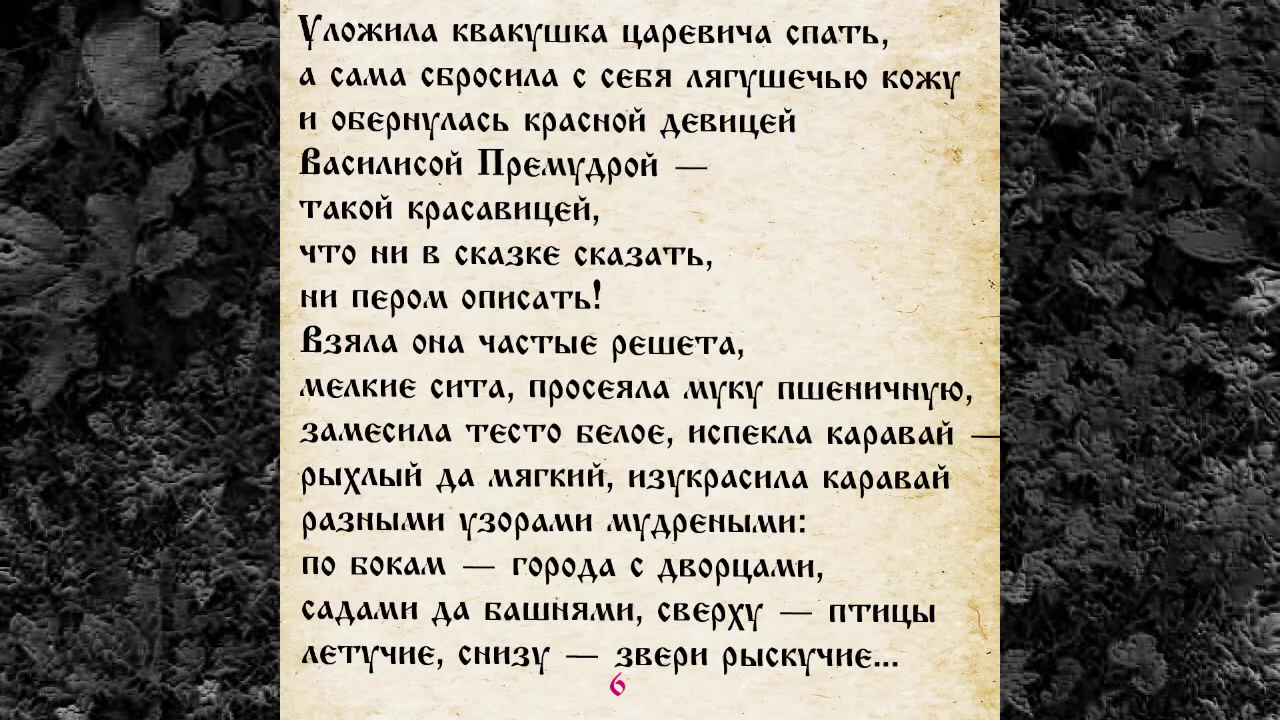 Уложила квакушка царевича спать,
а сама сбросила с себя лягушечью кожу
и обернулась красной девицей
Василисой Премудрой —
такой красавицей,
что ни в сказке сказать,
ни пером описать!
Взяла она частые решета,
мелкие сита, просеяла муку пшеничную,
замесила тесто белое, испекла каравай —
рыхлый да мягкий, изукрасила каравай
разными узорами мудреными:
по бокам — города с дворцами,
садами да башнями, сверху — птицы
летучие, снизу — звери рыскучие...
6